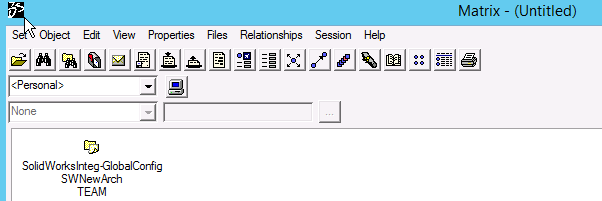 Matrix - (Untitled)
Set Object Edit View Properties Files Relationships Session Help
<Personal>
None
...
SolidWorksInteg-GlobalConfig
SWNewArch
TEAM